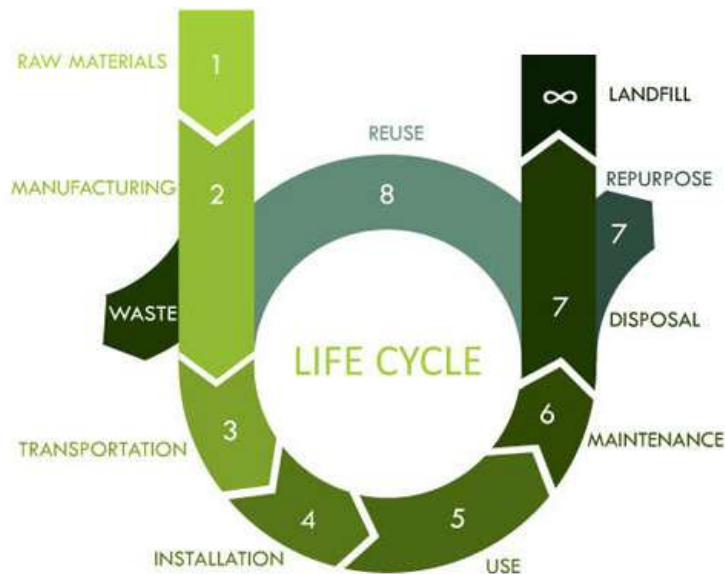 RAW MATERIALS
1
MANUFACTURING
2
WASTE
TRANSPORTATION
3
INSTALLATION
4
USE
5
MAINTENANCE
6
DISPOSAL
7
REPURPOSE
7
LANDFILL
∞
REUSE
8
LIFE CYCLE